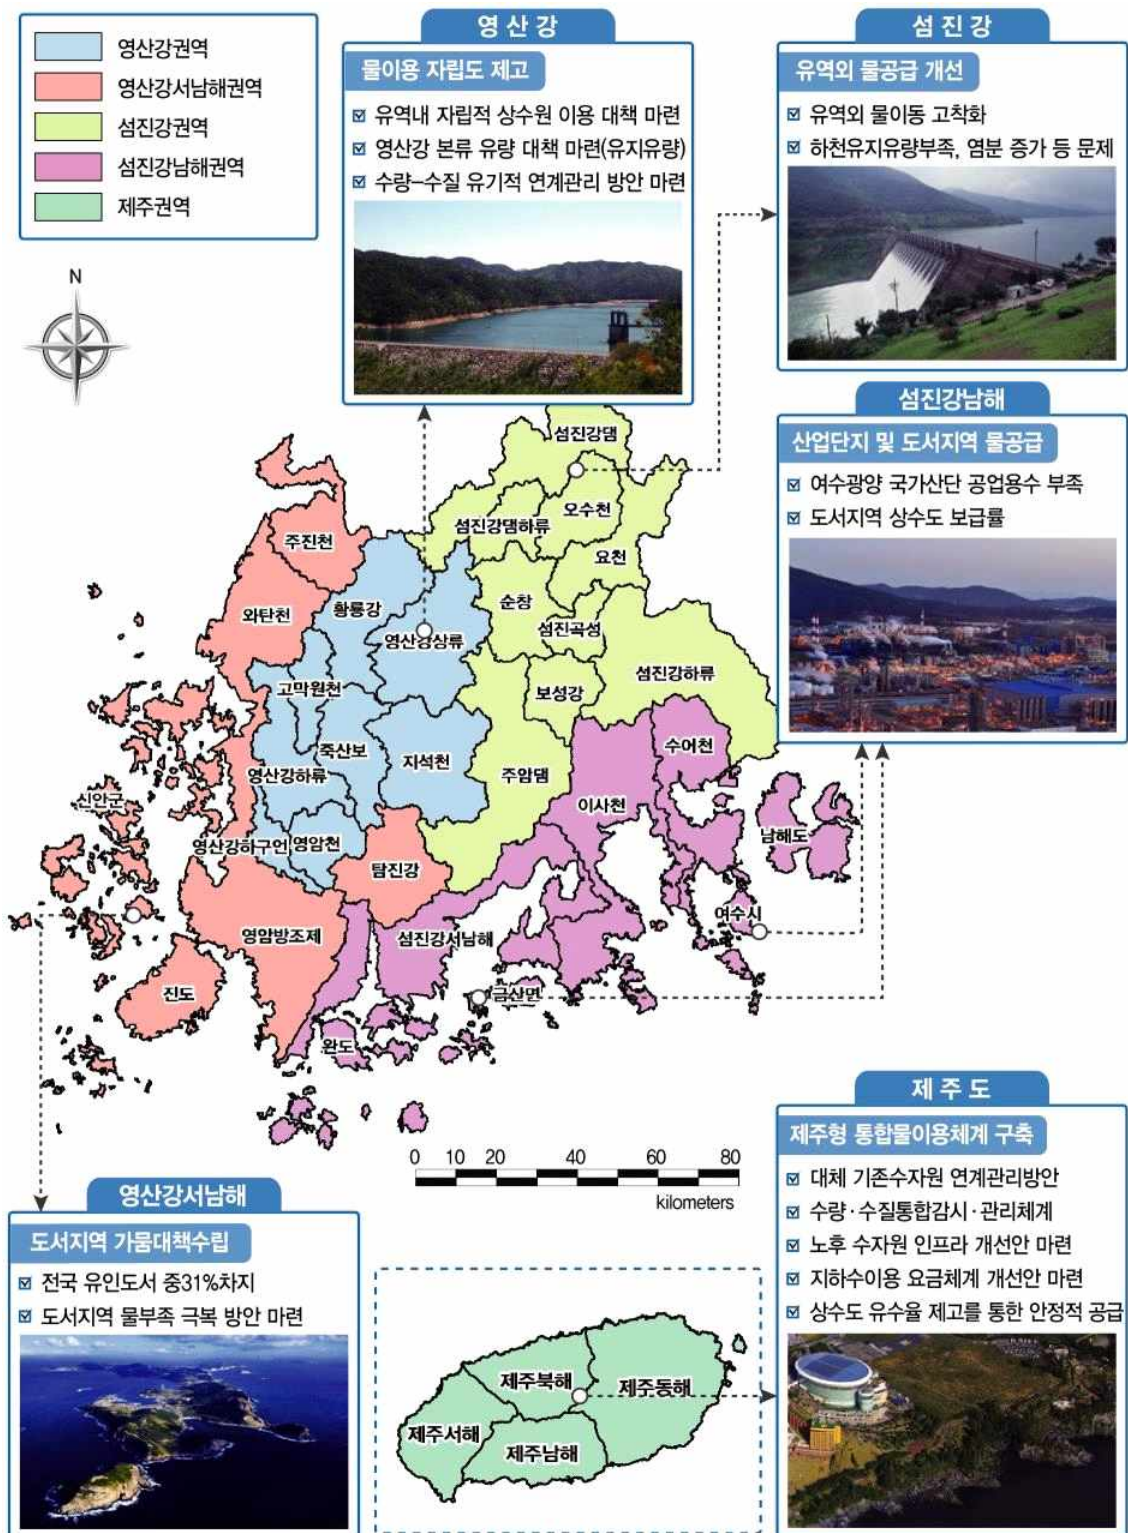 영산강권역
영산강서남해권역
섬진강권역
섬진강남해권역
제주권역
N
영산강
물이용 자립도 제고
유역내 자립적 상수원 이용 대책 마련
영산강 본류 유량 대책 마련(유지유량)
수량-수질 유기적 연계관리 방안 마련
섬진강
유역외 물공급 개선
유역외 물이동 고착화
하천유지유량부족, 염분 증가 등 문제
섬진강남해
산업단지 및 도서지역 물공급
여수광양 국가산단 공업용수 부족
도서지역 상수도 보급률
섬진강댐
오수천
섬진강댐하류
주진천
요천
와탄천
황룡강
순창
섬진곡성
영산강상류
고막원천
보성강
섬진강하류
죽산보
지석천
수어천
영산강하류
주암댐
이사천
신안군
남해도
영산강하구언
영암천
탐진강
여수시
영암방조제
섬진강서남해
진도
금산면
완도
0 10 20 40 60 80
kilometers
영산강서남해
도서지역 가뭄대책수립
전국 유인도서 중31%차지
도서지역 물부족 극복 방안 마련
제주북해
제주동해
제주서해
제주남해
제주도
제주형 통합물이용체계 구축
대체 기존수자원 연계관리방안
수량·수질통합감시·관리체계
노후 수자원 인프라 개선안 마련
지하수이용 요금체계 개선안 마련
상수도 유수율 제고를 통한 안정적 공급